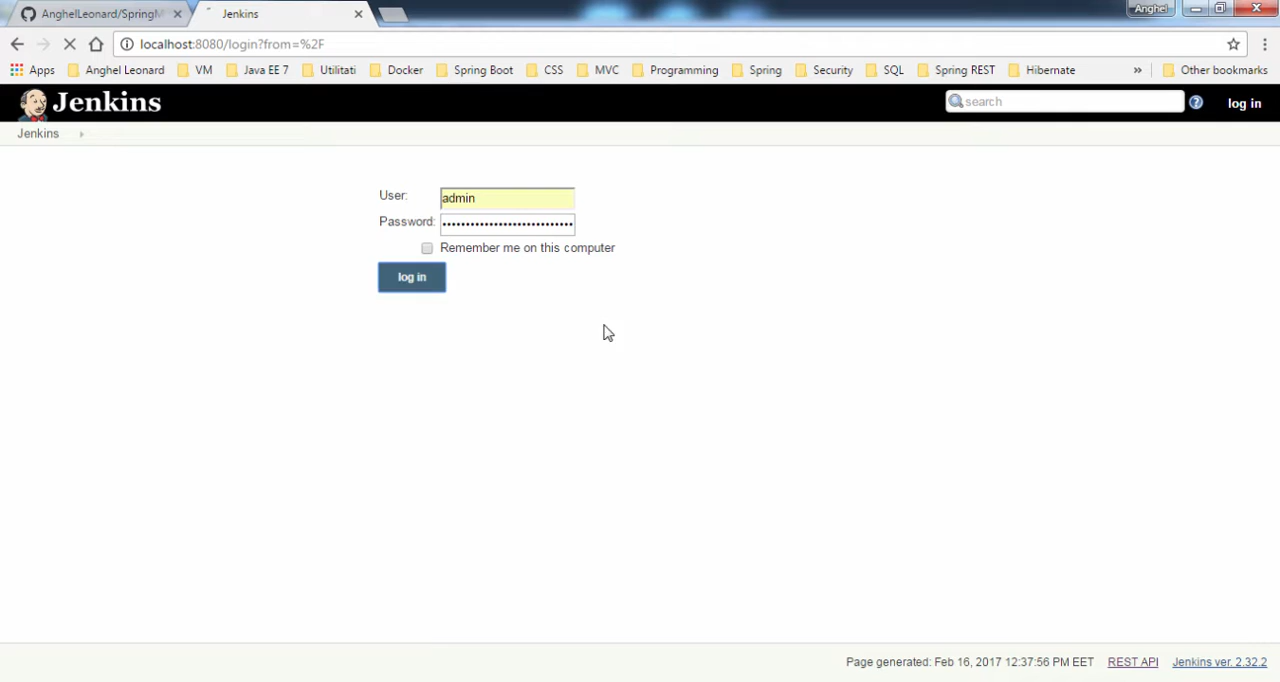 AnghelLeonard/SpringM
Jenkins
Anghel
localhost:8080/login?from=%2F
Apps Anghel Leonard VM Java EE 7 Utilitati Docker Spring Boot CSS MVC Programming Spring Security SQL Spring REST Hibernate » Other bookmarks
Jenkins
search
log in
Jenkins
User: admin
Password: ••••••••••••••••••••••••••••
Remember me on this computer
log in
Page generated: Feb 16, 2017 12:37:56 PM EET REST API Jenkins ver. 2.32.2